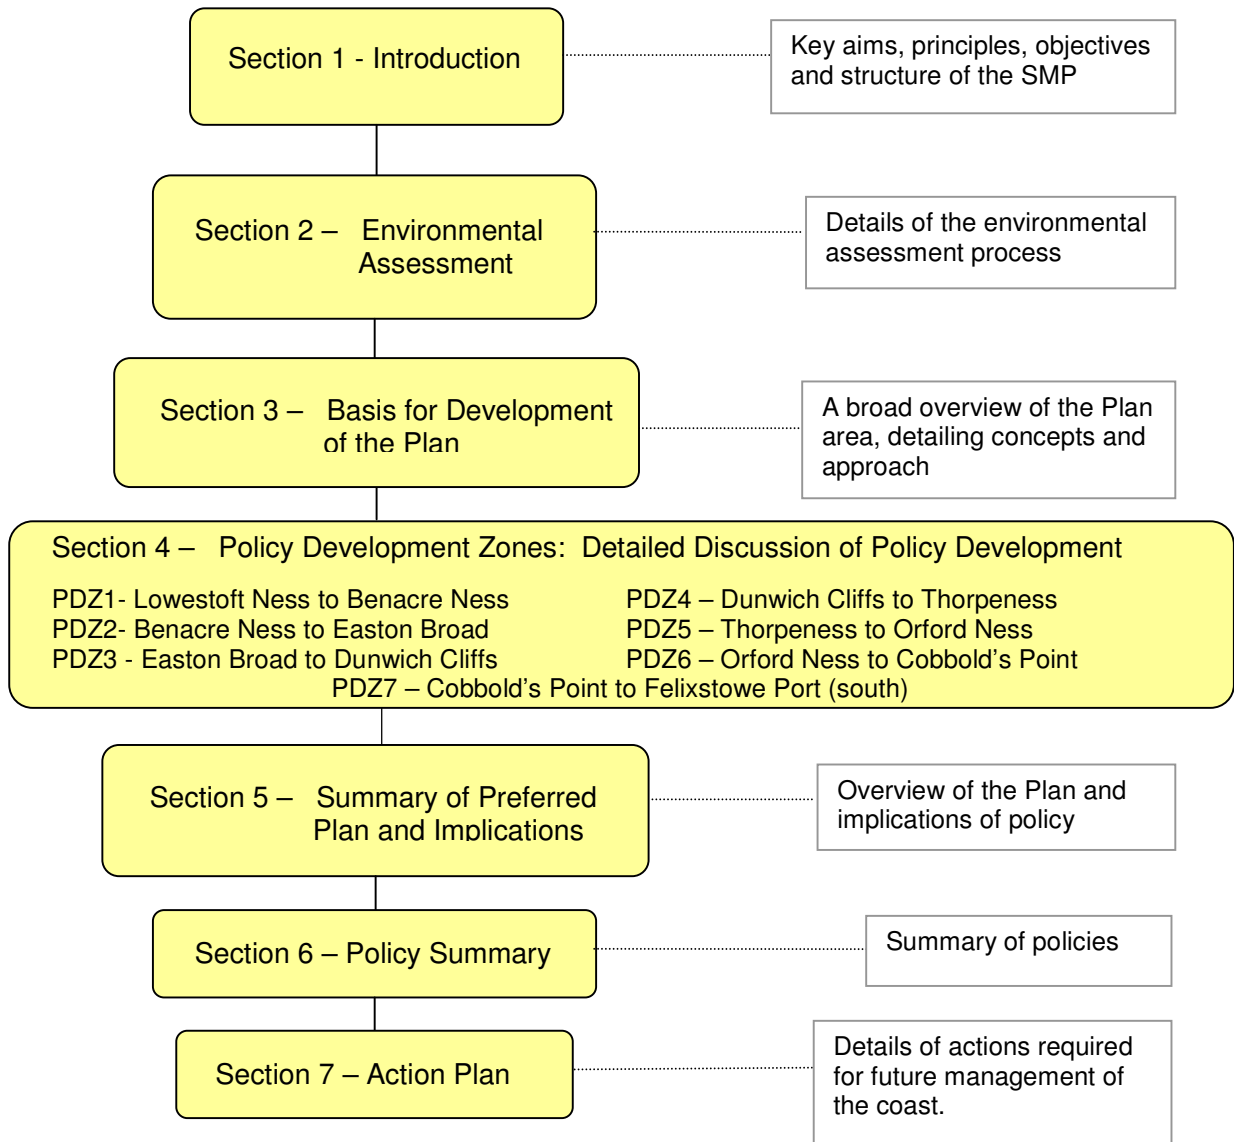 Section 1 - Introduction
Key aims, principles, objectives
and structure of the SMP
Section 2 – Environmental
Assessment
Details of the environmental
assessment process
Section 3 – Basis for Development
of the Plan
A broad overview of the Plan
area, detailing concepts and
approach
Section 4 – Policy Development Zones: Detailed Discussion of Policy Development
PDZ1- Lowestoft Ness to Benacre Ness
PDZ2- Benacre Ness to Easton Broad
PDZ3 - Easton Broad to Dunwich Cliffs
PDZ4 – Dunwich Cliffs to Thorpeness
PDZ5 – Thorpeness to Orford Ness
PDZ6 – Orford Ness to Cobbold's Point
PDZ7 – Cobbold's Point to Felixstowe Port (south)
Section 5 – Summary of Preferred
Plan and Implications
Overview of the Plan and
implications of policy
Section 6 – Policy Summary
Summary of policies
Section 7 – Action Plan
Details of actions required
for future management of
the coast.